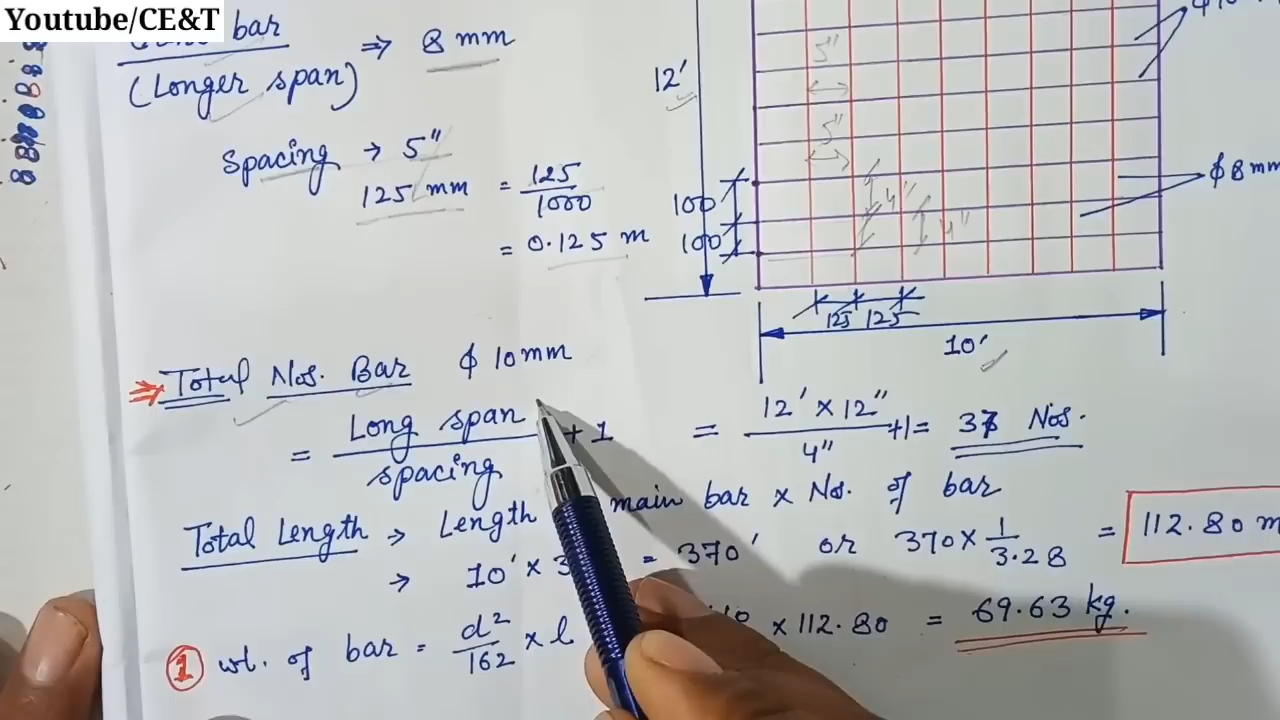 Youtube/CE&T
bar
(Longer span) ⇒ 8 mm
Spacing → 5"
125 mm = 125/1000
= 0.125 m
12'
5"
5"
4"
4"
100
100
ϕ 8 mm
125 125
10'
⇒ Total Nos. Bar ϕ 10mm
= Long span/spacing + 1 = 12' x 12"/4" +1 = 37 Nos.
Total Length → Length main bar x Nos. of bar
→ 10' x 3 = 370' or 370 x 1/3.28 = 112.80 m
① wt. of bar = d²/162 x l x 112.80 = 69.63 kg.